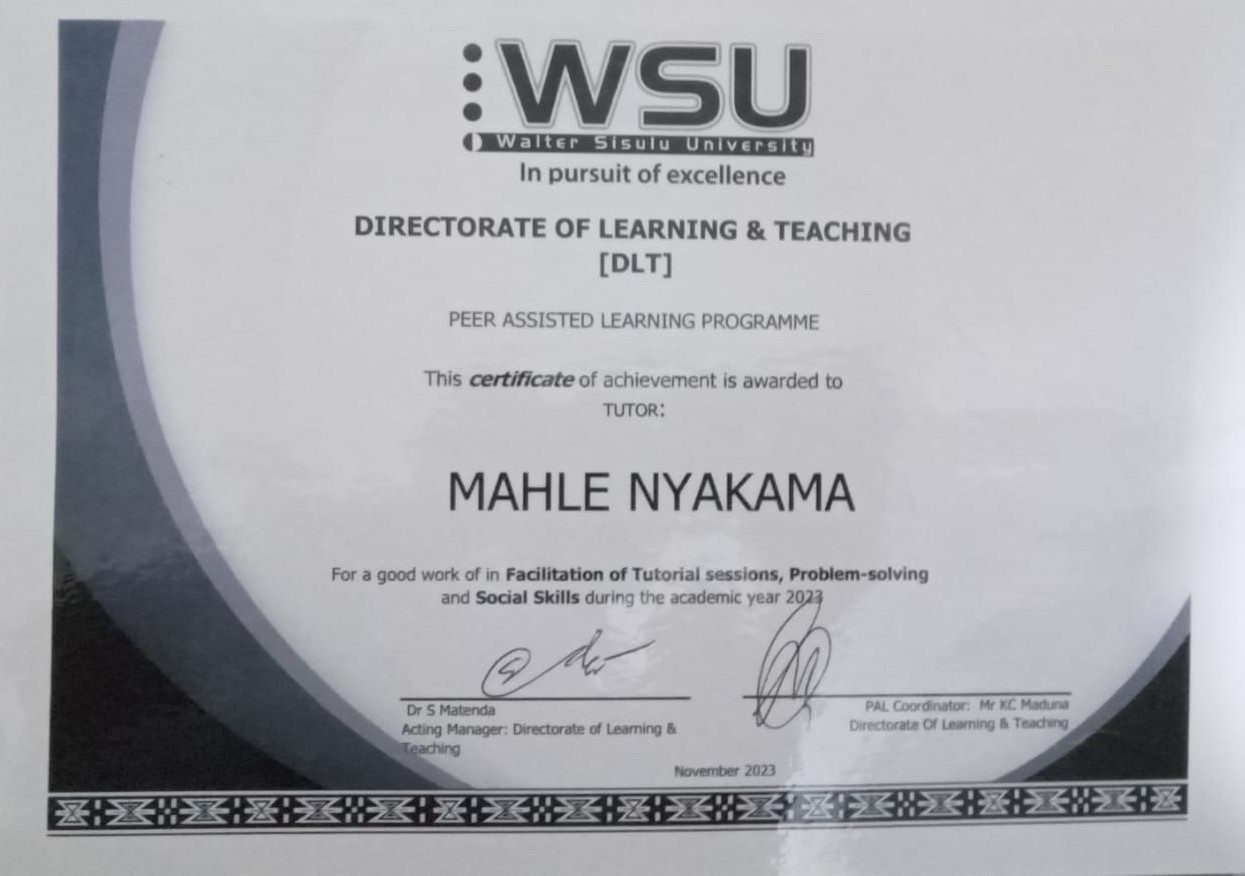 WSU
Walter Sisulu University
In pursuit of excellence
DIRECTORATE OF LEARNING & TEACHING
[DLT]
PEER ASSISTED LEARNING PROGRAMME
This certificate of achievement is awarded to
TUTOR:
MAHLE NYAKAMA
For a good work of in Facilitation of Tutorial sessions, Problem-solving
and Social Skills during the academic year 2023
Dr S Matenda
Acting Manager: Directorate of Learning &
Teaching
PAL Coordinator: Mr KC Maduna
Directorate Of Learning & Teaching
November 2023